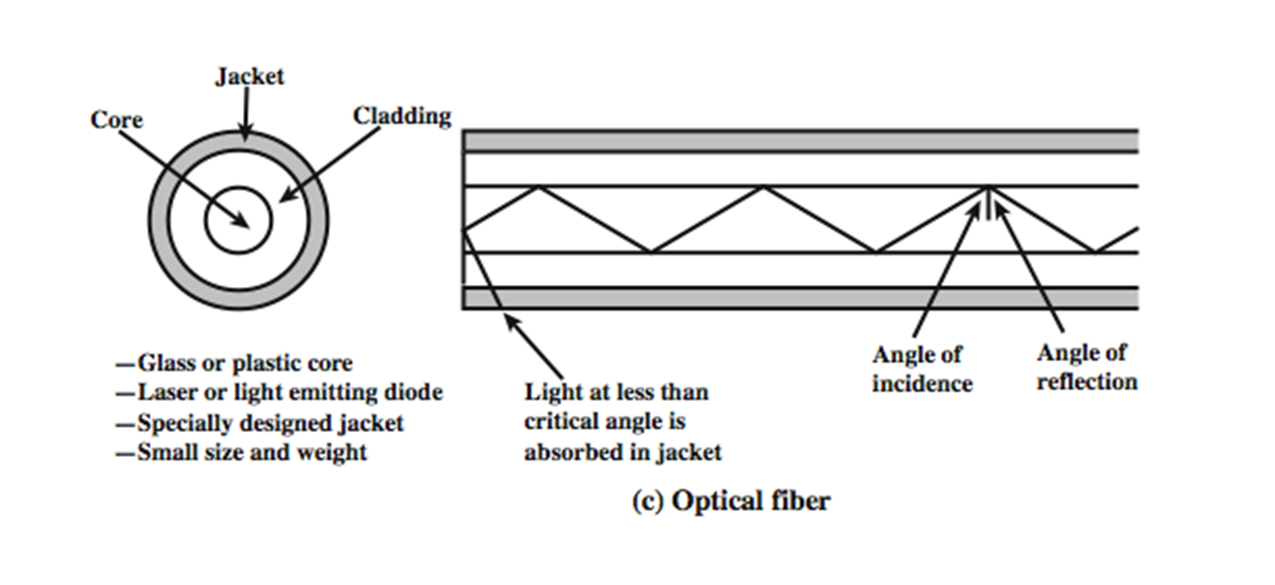 Jacket
Core
Cladding
—Glass or plastic core
—Laser or light emitting diode
—Specially designed jacket
—Small size and weight
Light at less than
critical angle is
absorbed in jacket
Angle of
incidence
Angle of
reflection
(c) Optical fiber